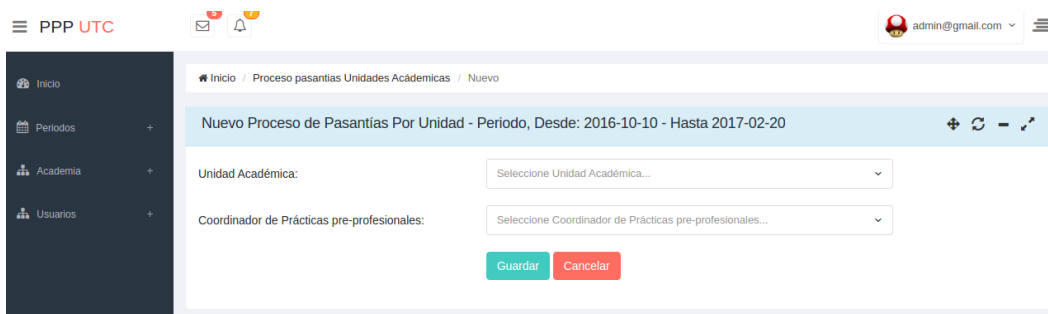 PPP UTC
5
7
admin@gmail.com
Inicio
Periodos +
Academia +
Usuarios +
Inicio / Proceso pasantias Unidades Acádemicas / Nuevo
Nuevo Proceso de Pasantías Por Unidad - Periodo, Desde: 2016-10-10 - Hasta 2017-02-20
Unidad Académica:
Seleccione Unidad Académica...
Coordinador de Prácticas pre-profesionales:
Seleccione Coordinador de Prácticas pre-profesionales...
Guardar
Cancelar